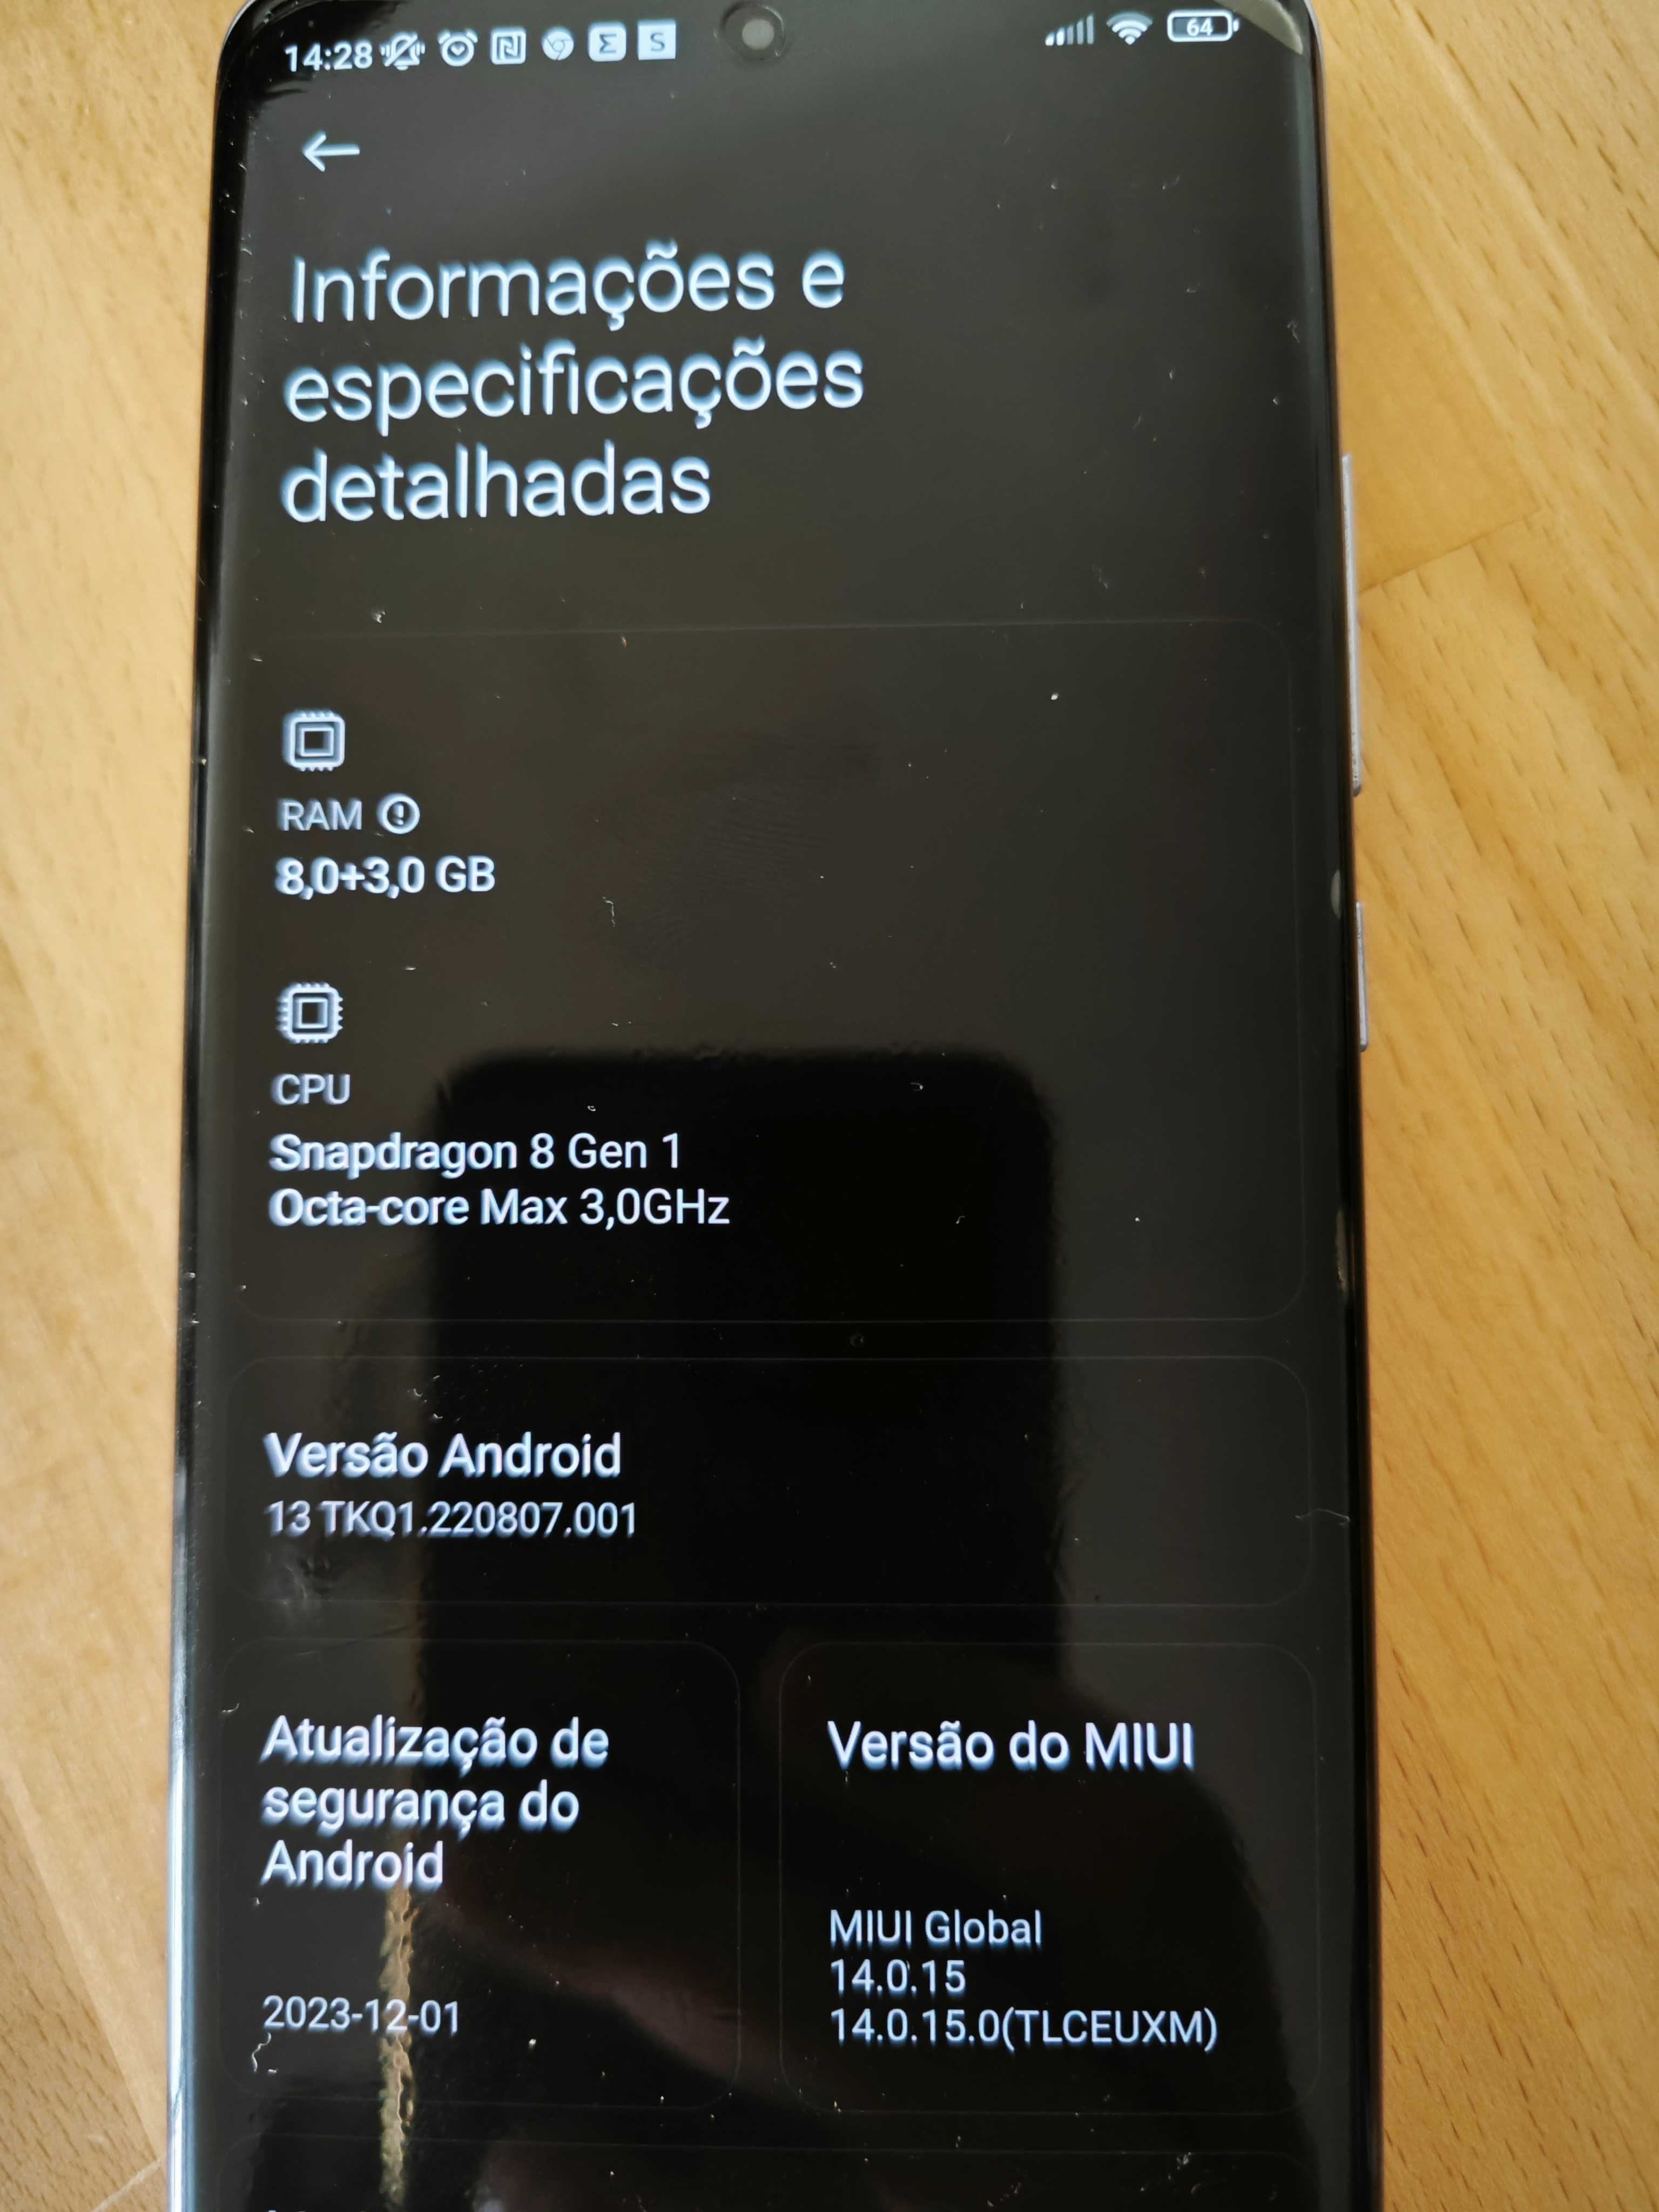 14:28
64
Informações e
especificações
detalhadas
RAM
8,0+3,0 GB
CPU
Snapdragon 8 Gen 1
Octa-core Max 3,0GHz
Versão Android
13 TKQ1.220807.001
Atualização de
segurança do
Android
2023-12-01
Versão do MIUI
MIUI Global
14.0.15
14.0.15.0(TLCEUXM)